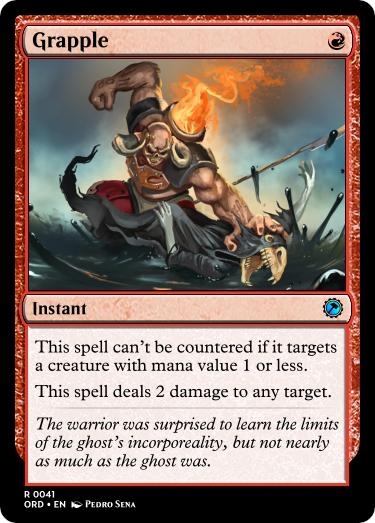 Grapple
Instant
This spell can't be countered if it targets
a creature with mana value 1 or less.
This spell deals 2 damage to any target.
The warrior was surprised to learn the limits
of the ghost's incorporeality, but not nearly
as much as the ghost was.
R 0041
ORD • EN Pedro Sena